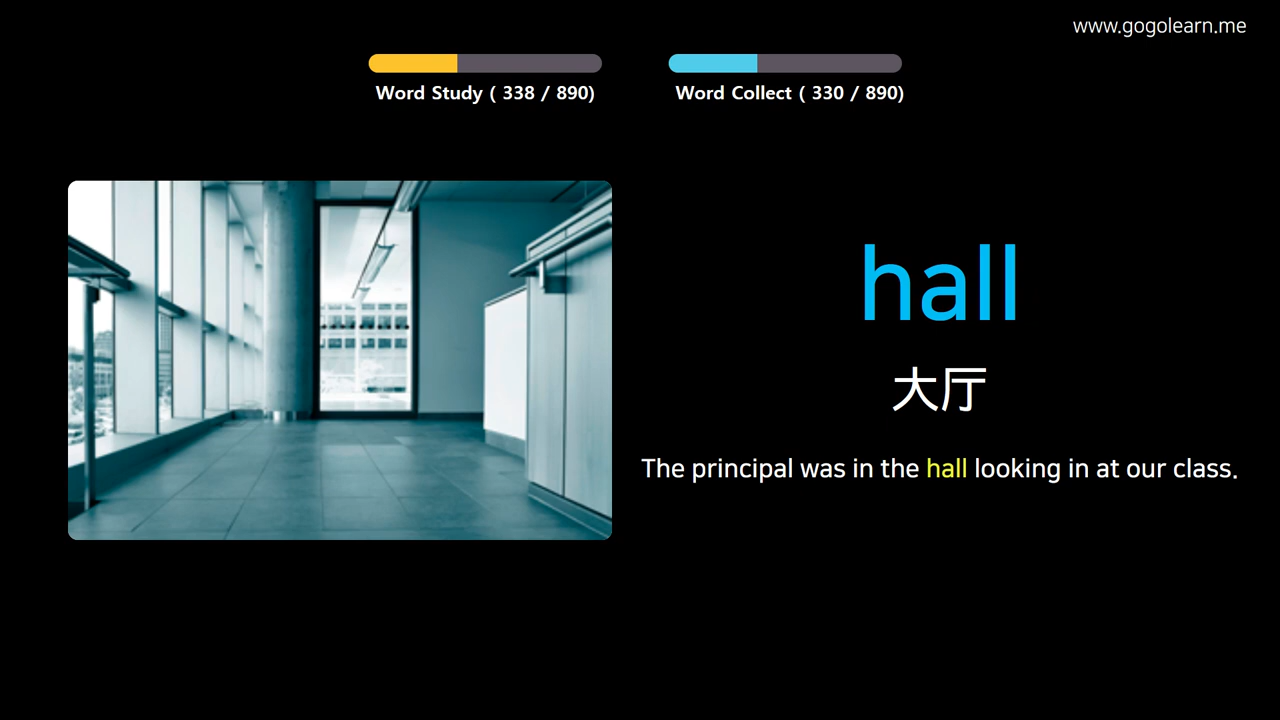 www.gogolearn.me
Word Study ( 338 / 890)
Word Collect ( 330 / 890)
hall
大厅
The principal was in the hall looking in at our class.